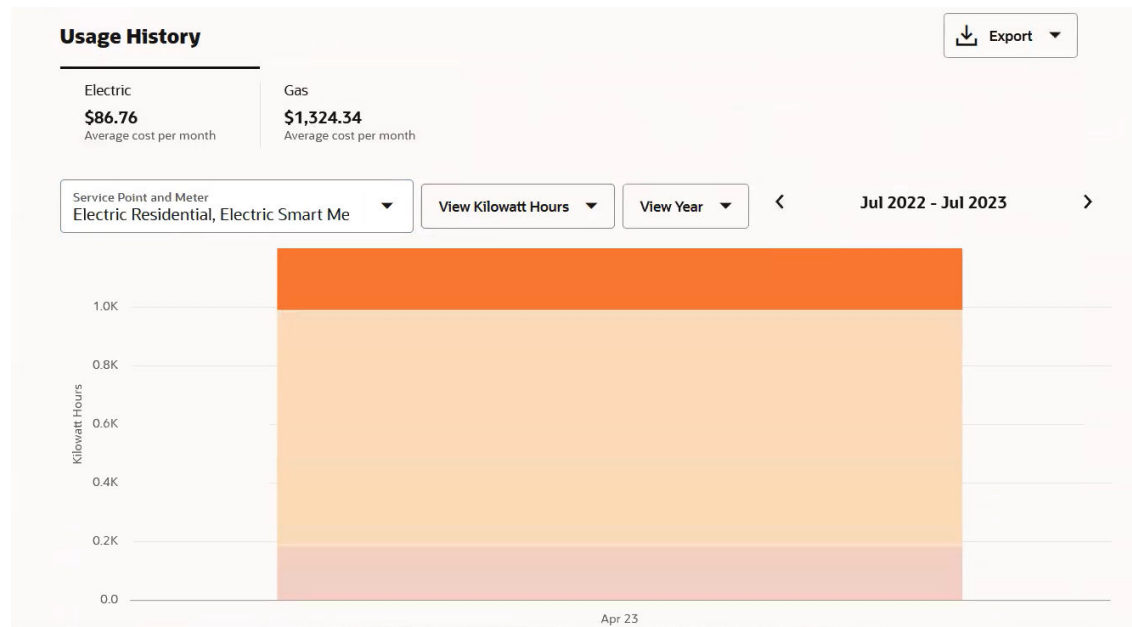 Usage History
Export
Electric
$86.76
Average cost per month
Gas
$1,324.34
Average cost per month
Service Point and Meter
Electric Residential, Electric Smart Me
View Kilowatt Hours
View Year
Jul 2022 - Jul 2023
Kilowatt Hours
1.0K
0.8K
0.6K
0.4K
0.2K
0.0
Apr 23